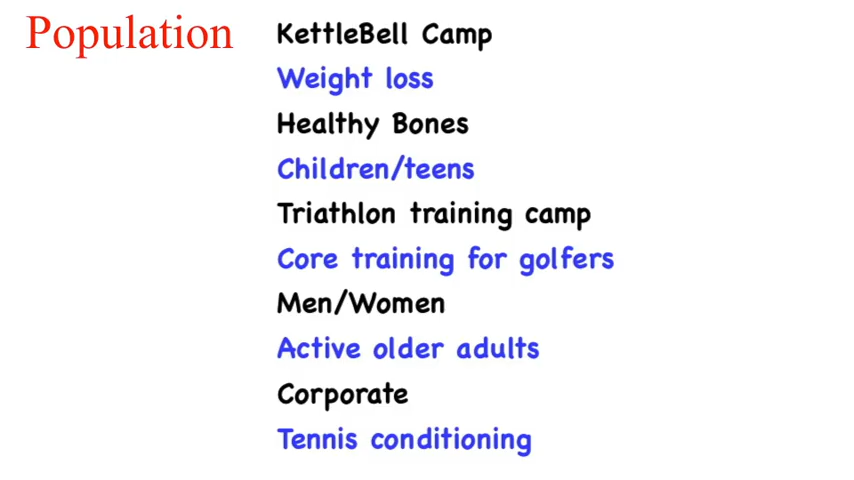 Population
KettleBell Camp
Weight loss
Healthy Bones
Children/teens
Triathlon training camp
Core training for golfers
Men/Women
Active older adults
Corporate
Tennis conditioning